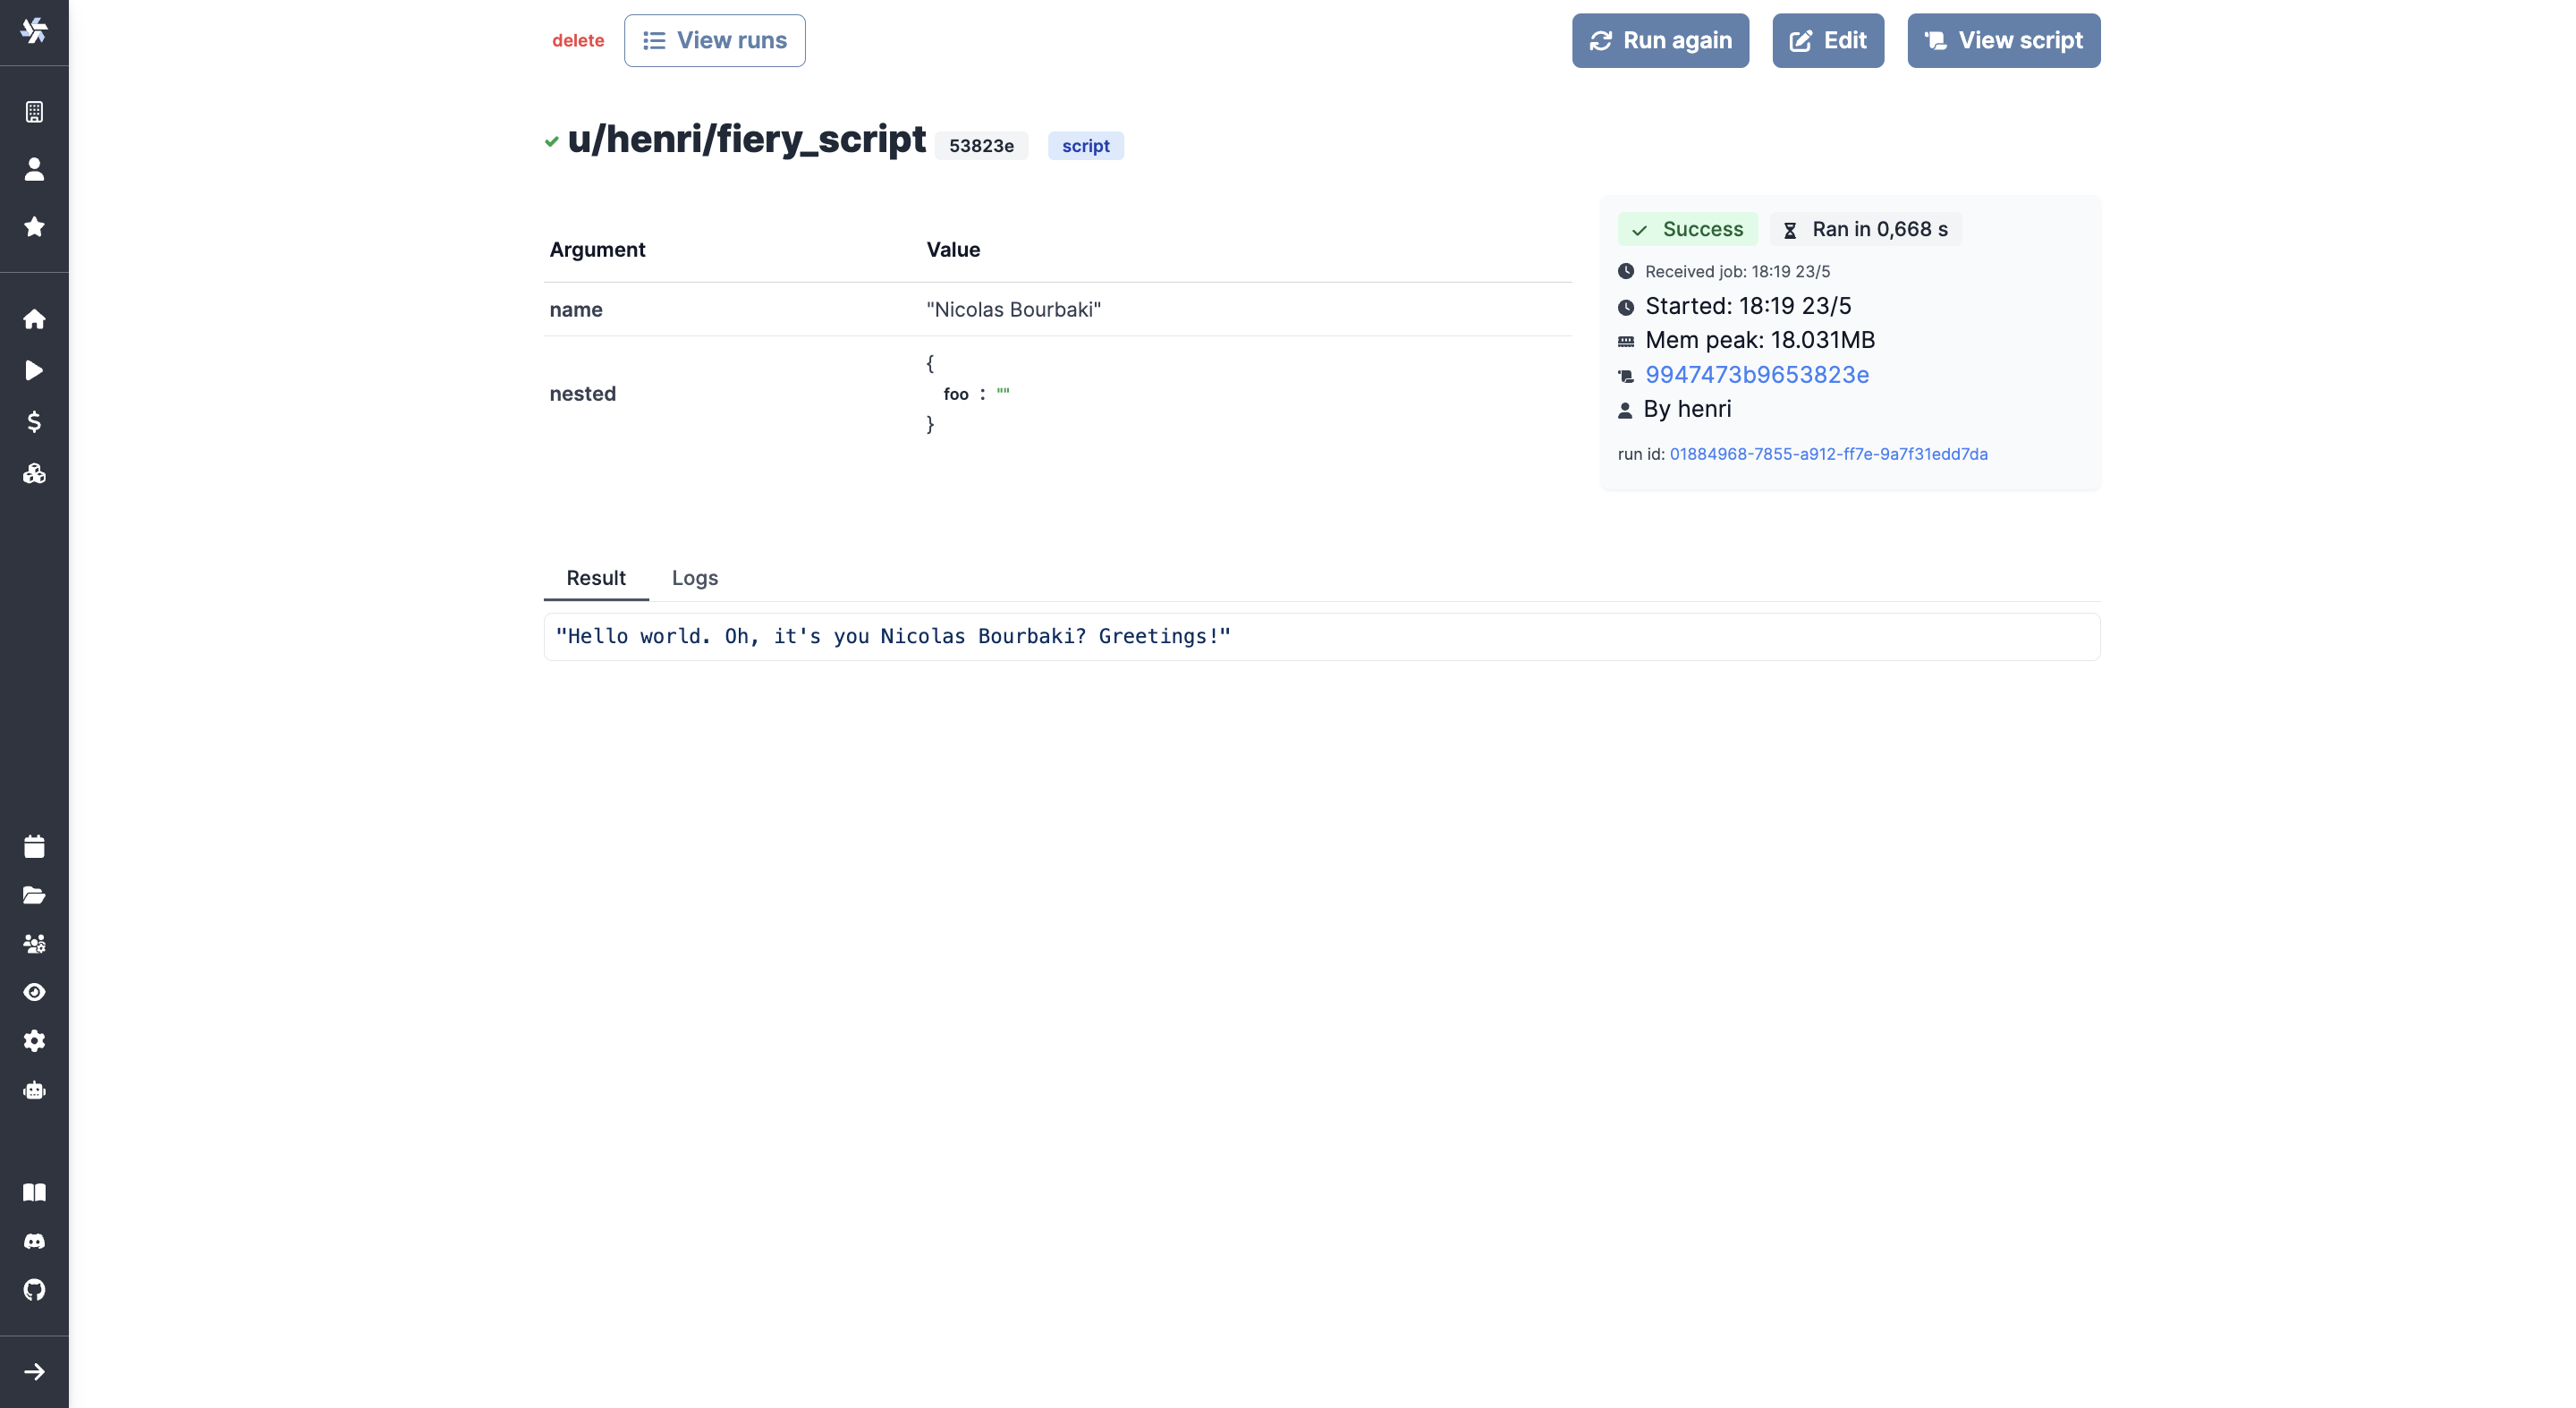 delete
View runs
Run again
Edit
View script
u/henri/fiery_script
53823e
script
Argument
Value
name
"Nicolas Bourbaki"
nested
{
foo : ""
}
Success
Ran in 0,668 s
Received job: 18:19 23/5
Started: 18:19 23/5
Mem peak: 18.031MB
9947473b9653823e
By henri
run id: 01884968-7855-a912-ff7e-9a7f31edd7da
Result
Logs
"Hello world. Oh, it's you Nicolas Bourbaki? Greetings!"